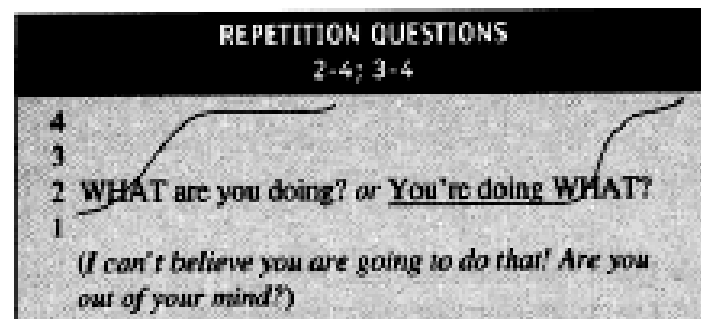 REPETITION QUESTIONS
2-4; 3-4
4
3
2 WHAT are you doing? or You're doing WHAT?
1
(I can't believe you are going to do that! Are you
out of your mind?)